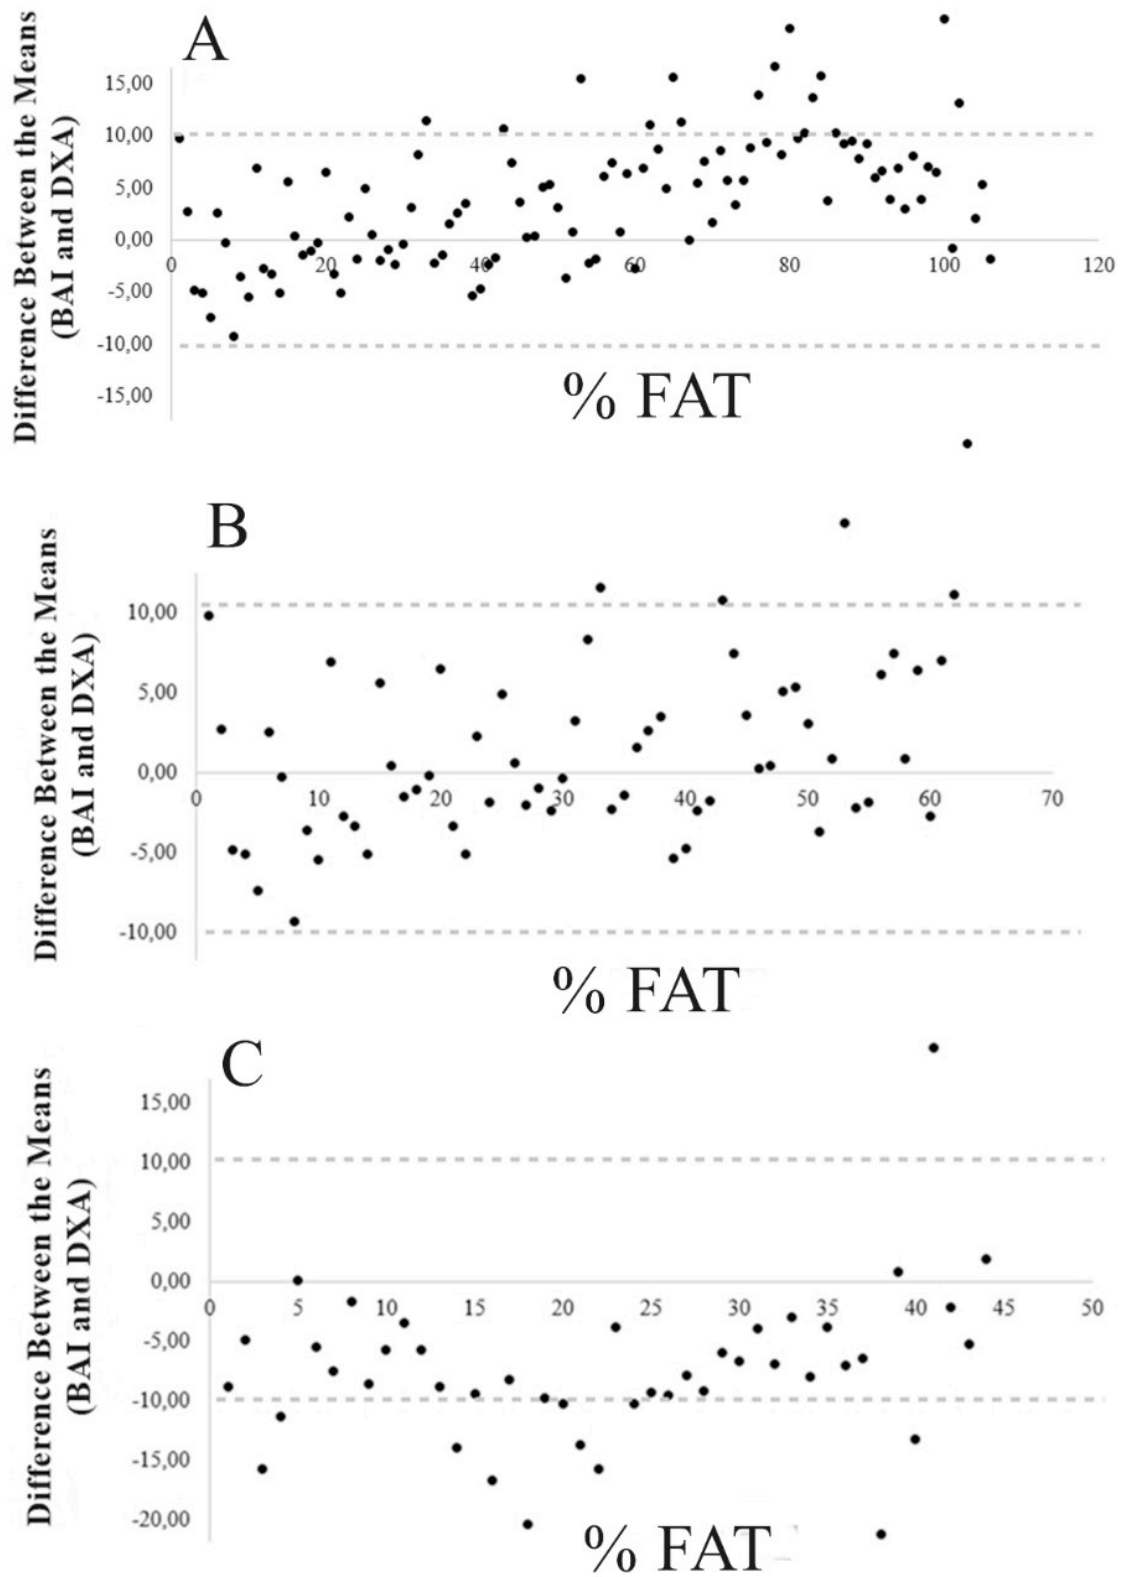 A
Difference Between the Means
(BAI and DXA)
15,00
10,00
5,00
0,00
-5,00
-10,00
-15,00
0 20 40 60 80 100 120
% FAT
B
Difference Between the Means
(BAI and DXA)
10,00
5,00
0,00
-5,00
-10,00
0 10 20 30 40 50 60 70
% FAT
C
Difference Between the Means
(BAI and DXA)
15,00
10,00
5,00
0,00
-5,00
-10,00
-15,00
-20,00
0 5 10 15 20 25 30 35 40 45 50
% FAT